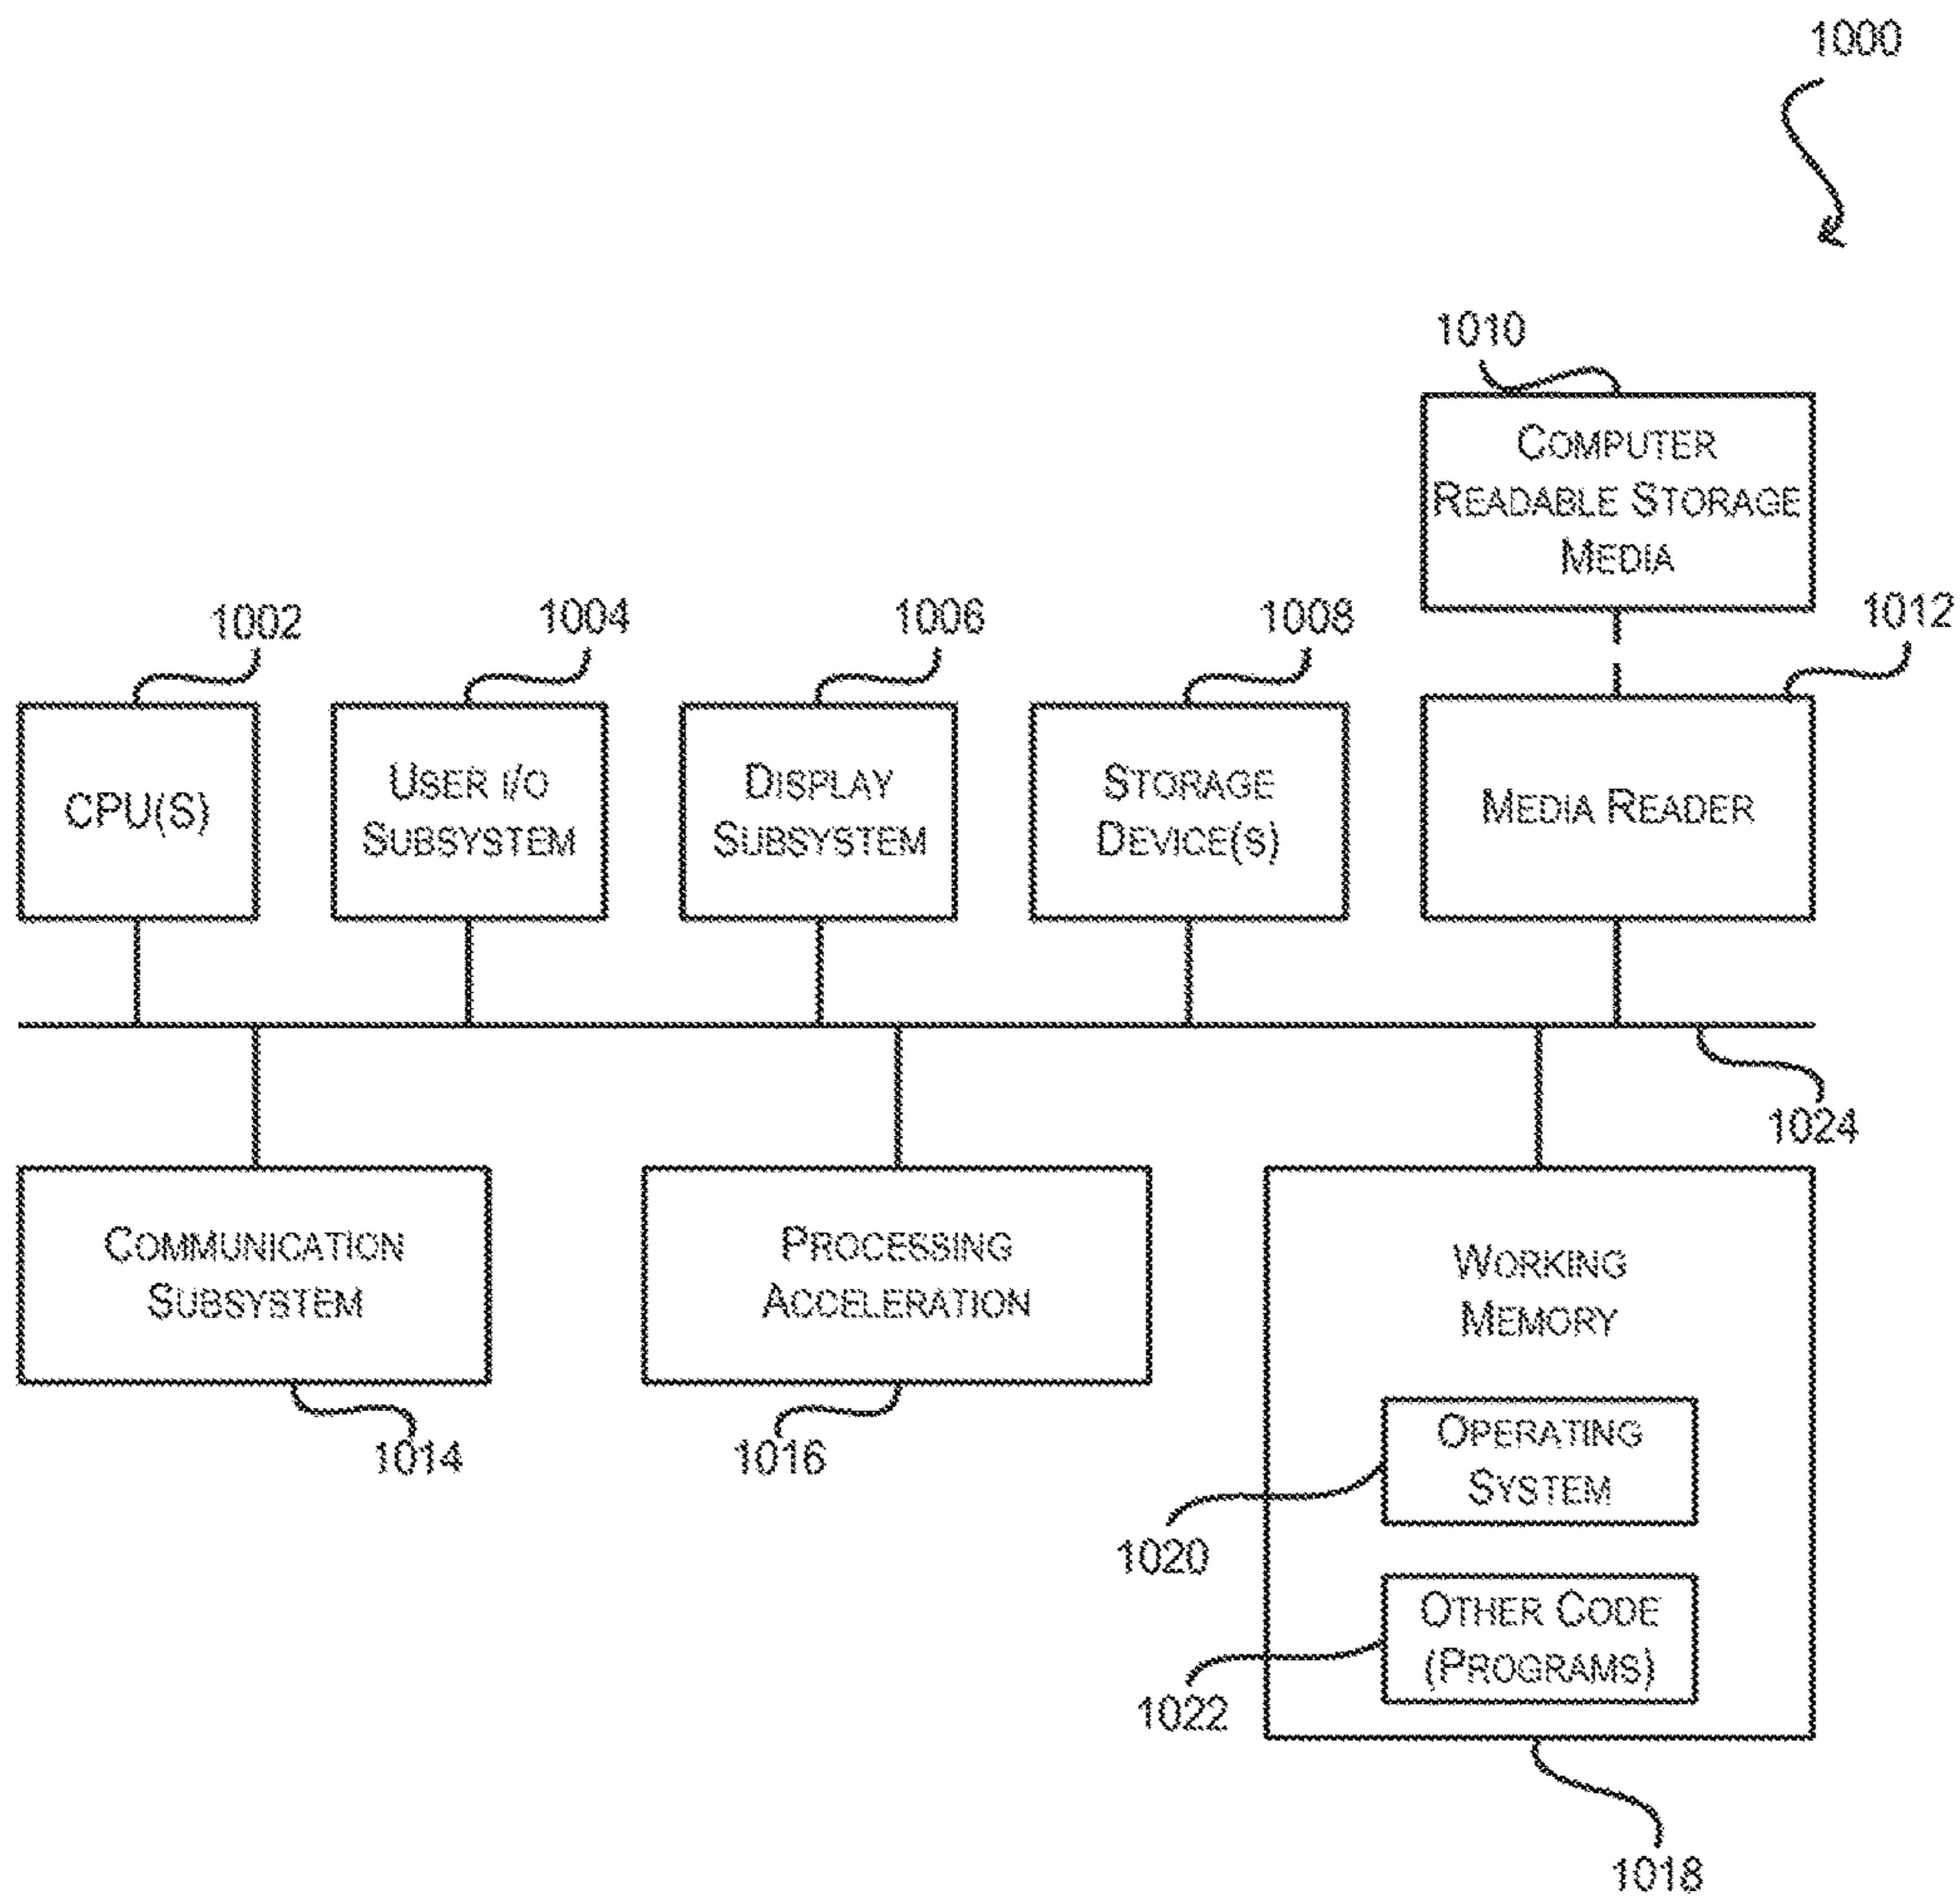 1000
1010
COMPUTER
READABLE STORAGE
MEDIA
1002
1004
1006
1008
1012
CPU(S)
USER I/O
SUBSYSTEM
DISPLAY
SUBSYSTEM
STORAGE
DEVICE(S)
MEDIA READER
1024
COMMUNICATION
SUBSYSTEM
PROCESSING
ACCELERATION
WORKING
MEMORY
1014
1016
OPERATING
SYSTEM
1020
OTHER CODE
(PROGRAMS)
1022
1018